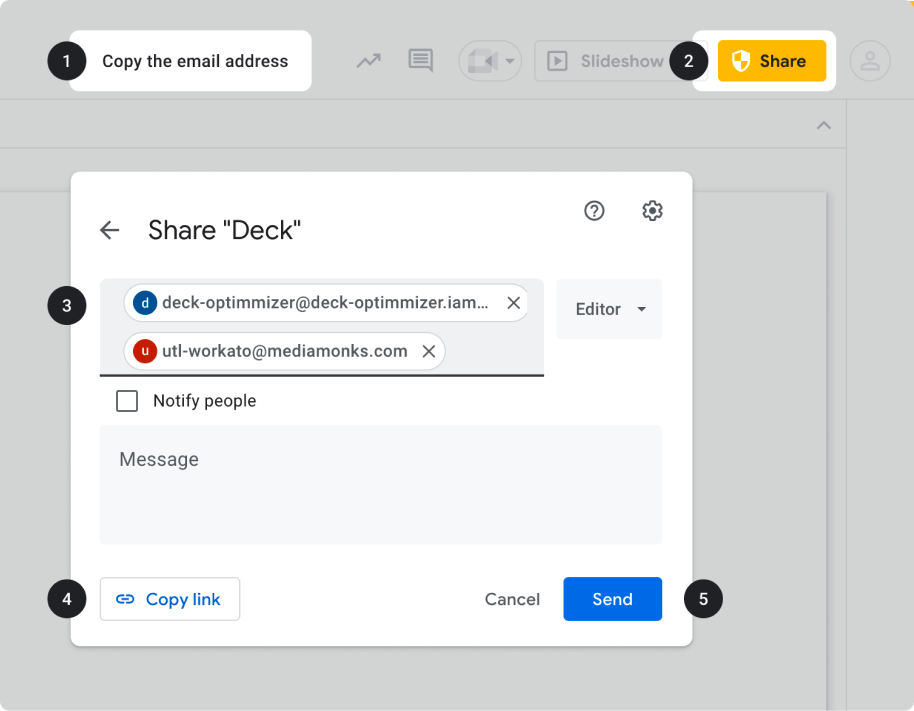 1 Copy the email address
Slideshow
2 Share
Share "Deck"
3
d deck-optimmizer@deck-optimmizer.iam...
Editor
u utl-workato@mediamonks.com
Notify people
Message
4 Copy link
Cancel
Send 5